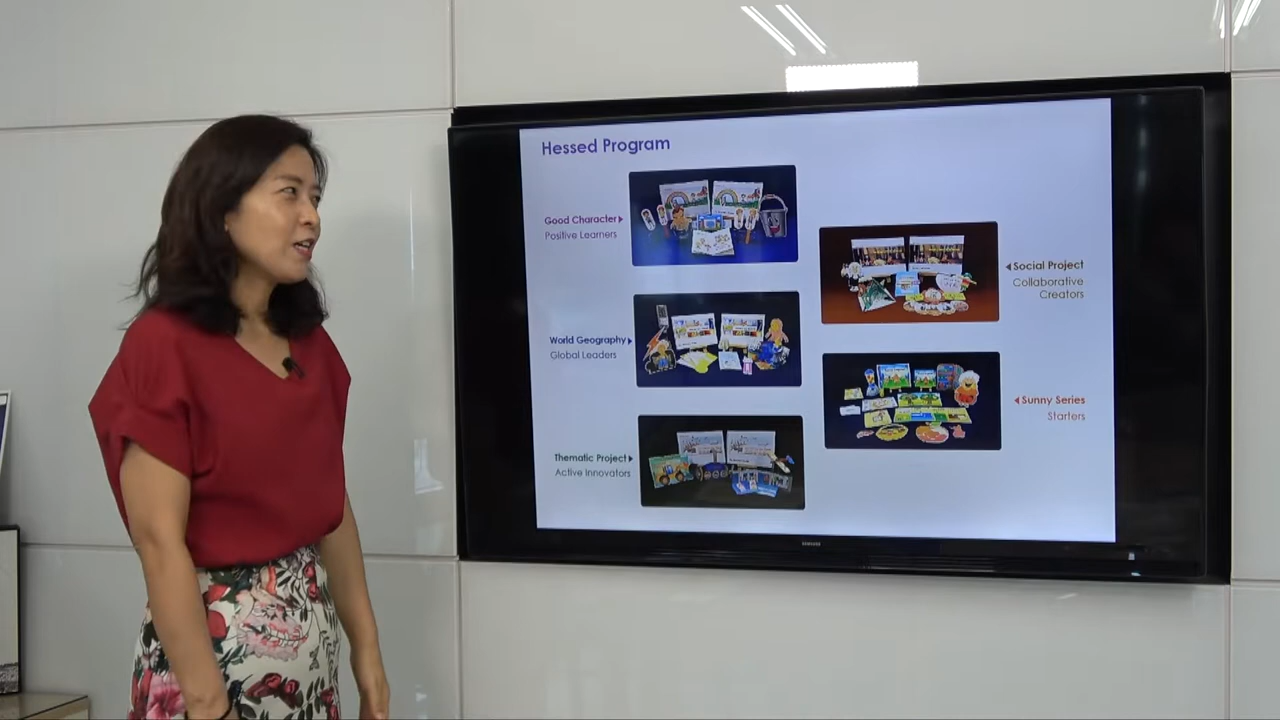 Hessed Program
Good Character
Positive Learners
World Geography
Global Leaders
Thematic Project
Active Innovators
Social Project
Collaborative
Creators
Sunny Series
Starters
SAMSUNG